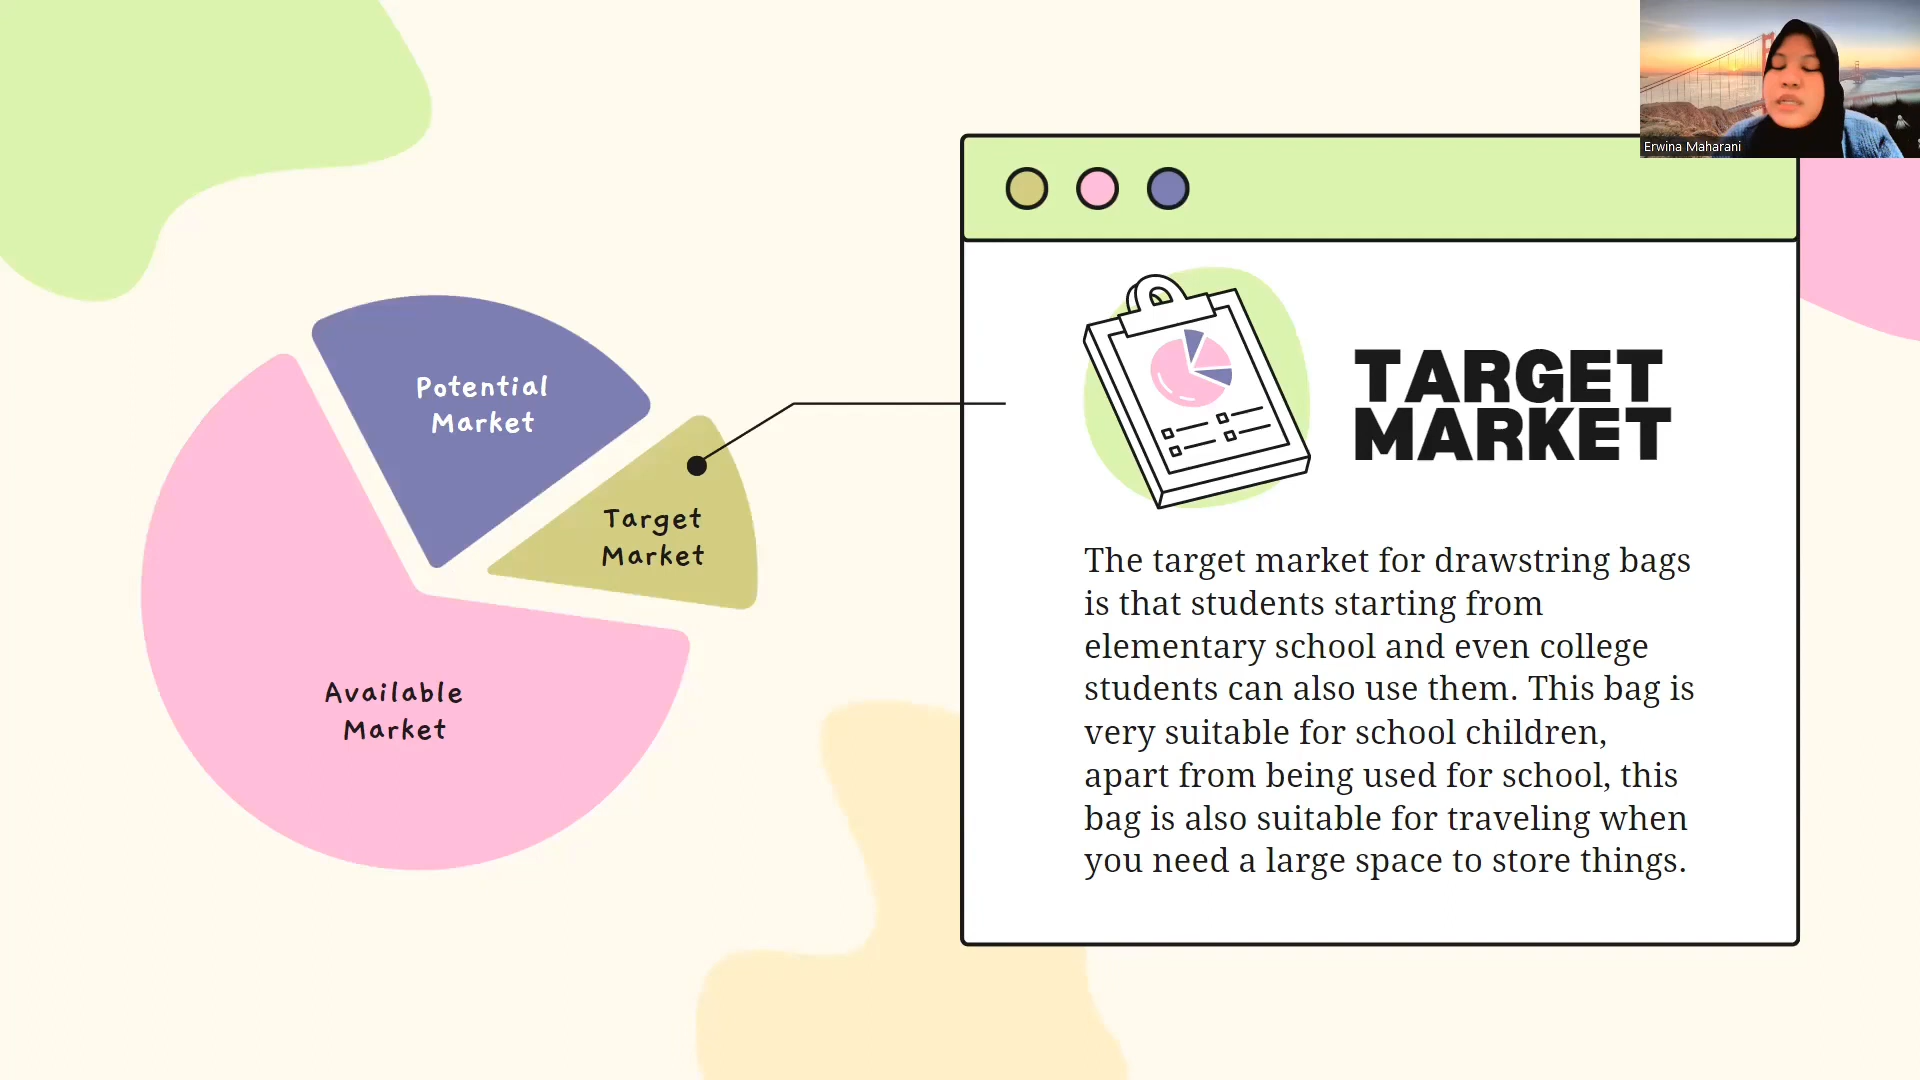 Erwina Maharani
Potential
Market
Target
Market
Available
Market
TARGET
MARKET
The target market for drawstring bags
is that students starting from
elementary school and even college
students can also use them. This bag is
very suitable for school children,
apart from being used for school, this
bag is also suitable for traveling when
you need a large space to store things.